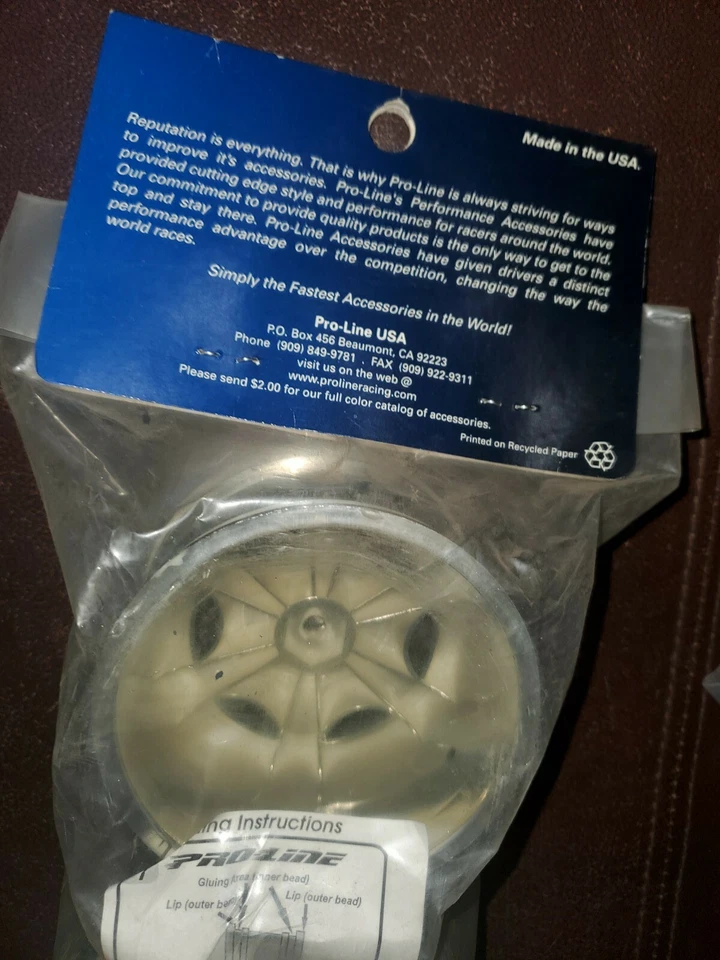 Made in the USA.
Reputation is everything. That is why Pro-Line is always striving for ways
to improve it's accessories. Pro-Line's Performance Accessories have
provided cutting edge style and performance for racers around the world.
Our commitment to provide quality products is the only way to get to the
top and stay there. Pro-Line Accessories have given drivers a distinct
performance advantage over the competition, changing the way the
world races.
Simply the Fastest Accessories in the World!
Pro-Line USA
P.O. Box 456 Beaumont, CA 92223
Phone (909) 849-9781 . FAX (909) 922-9311
visit us on the web @
www.prolineracing.com
Please send $2.00 for our full color catalog of accessories.
Printed on Recycled Paper
Instructions
PRO-LINE
Gluing area (inner bead)
Lip (outer bead)
Lip (outer bead)